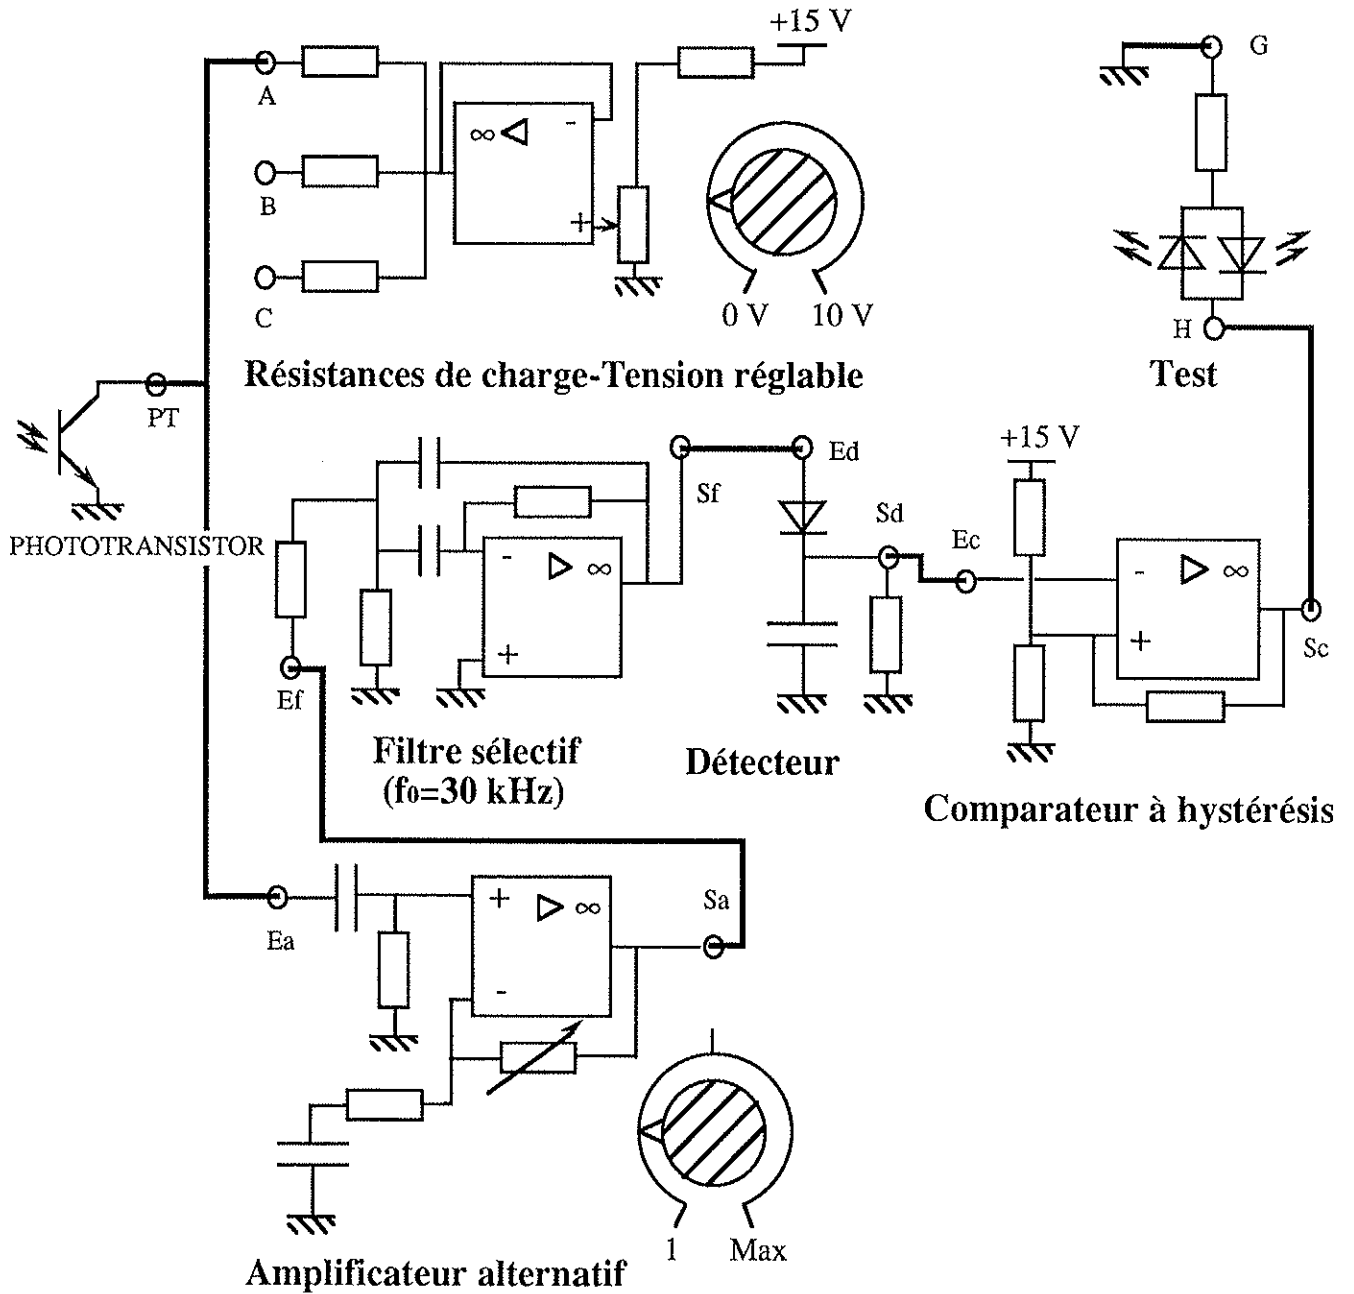 +15 V
G
A
∞
-
B
+
C
0 V
10 V
H
Résistances de charge-Tension réglable
Test
PT
+15 V
Ed
Sf
Sd
Ec
PHOTOTRANSISTOR
-
∞
-
∞
+
+
Sc
Ef
Filtre sélectif
(f0=30 kHz)
Détecteur
Comparateur à hystérésis
+
∞
Sa
Ea
-
1
Max
Amplificateur alternatif